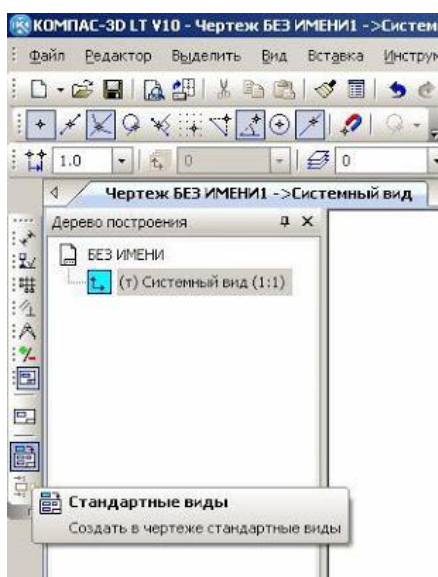 КОМПАС-3D LT V10 - Чертеж БЕЗ ИМЕНИ1 ->Систем
Файл Редактор Выделить Вид Вставка Инструм
1.0 0 0
Чертеж БЕЗ ИМЕНИ1 ->Системный вид
Дерево построения
БЕЗ ИМЕНИ
(т) Системный вид (1:1)
Стандартные виды
Создать в чертеже стандартные виды